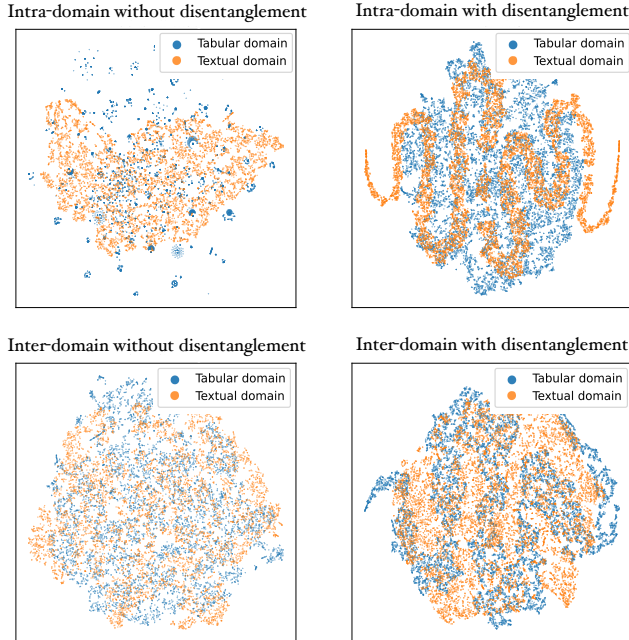 Intra-domain without disentanglement
Tabular domain
Textual domain
Intra-domain with disentanglement
Tabular domain
Textual domain
Inter-domain without disentanglement
Tabular domain
Textual domain
Inter-domain with disentanglement
Tabular domain
Textual domain